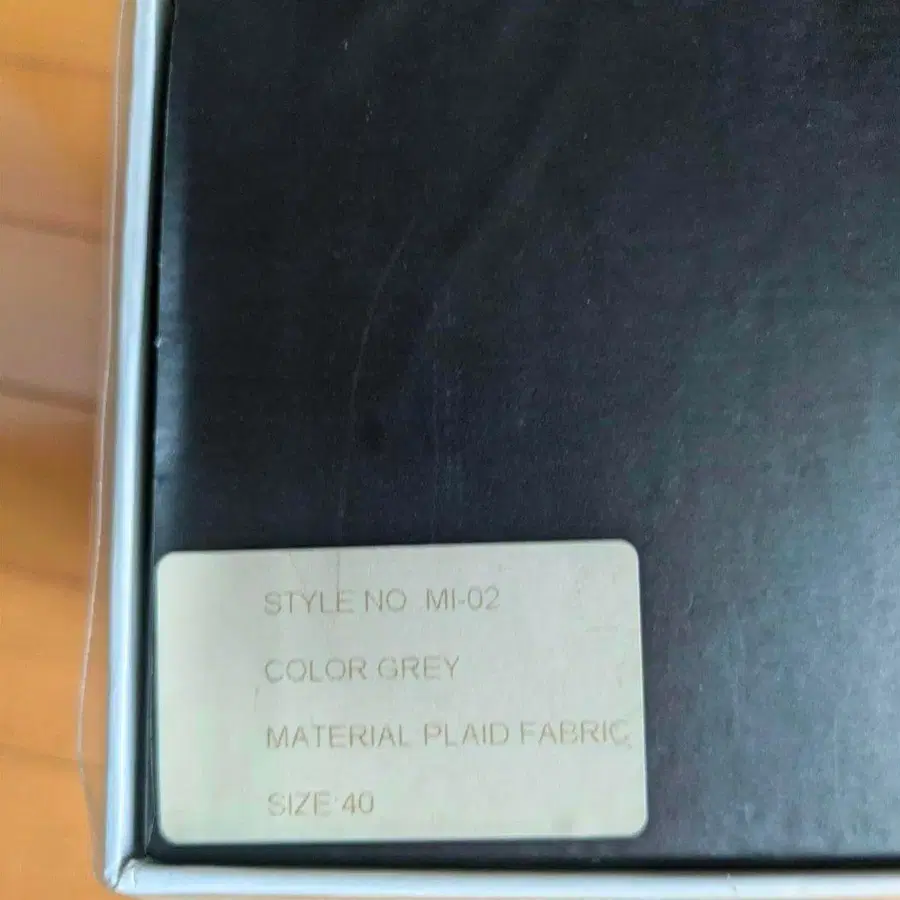 STYLE NO MI-02
COLOR GREY
MATERIAL PLAID FABRIC
SIZE 40